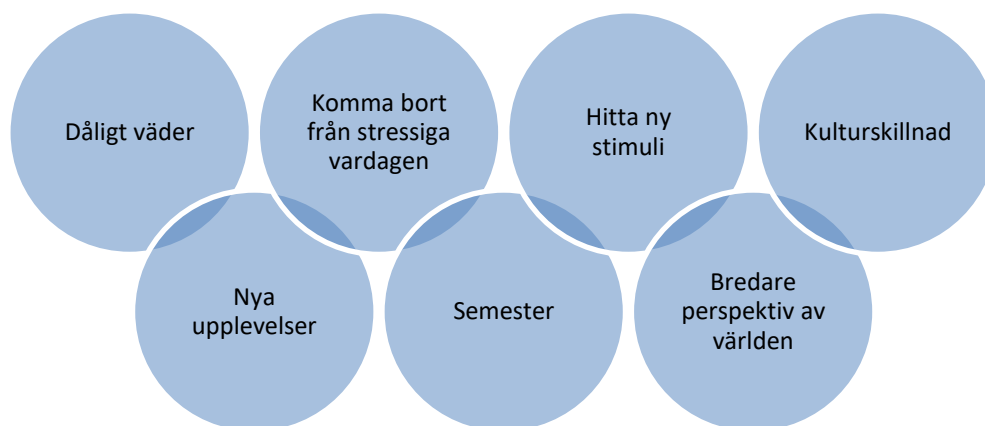 Dåligt väder
Komma bort
från stressiga
vardagen
Hitta ny
stimuli
Kulturskillnad
Nya
upplevelser
Semester
Bredare
perspektiv av
världen